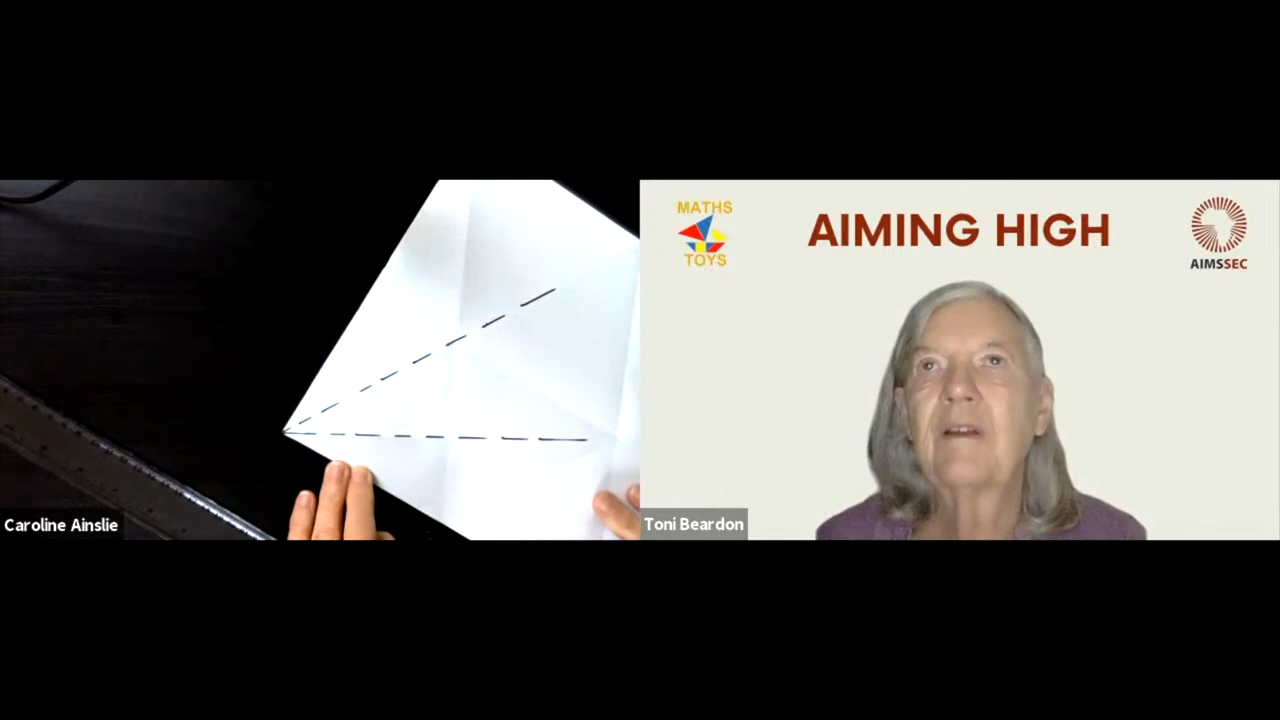 MATHS
TOYS
AIMING HIGH
AIMSSEC
Caroline Ainslie
Toni Beardon